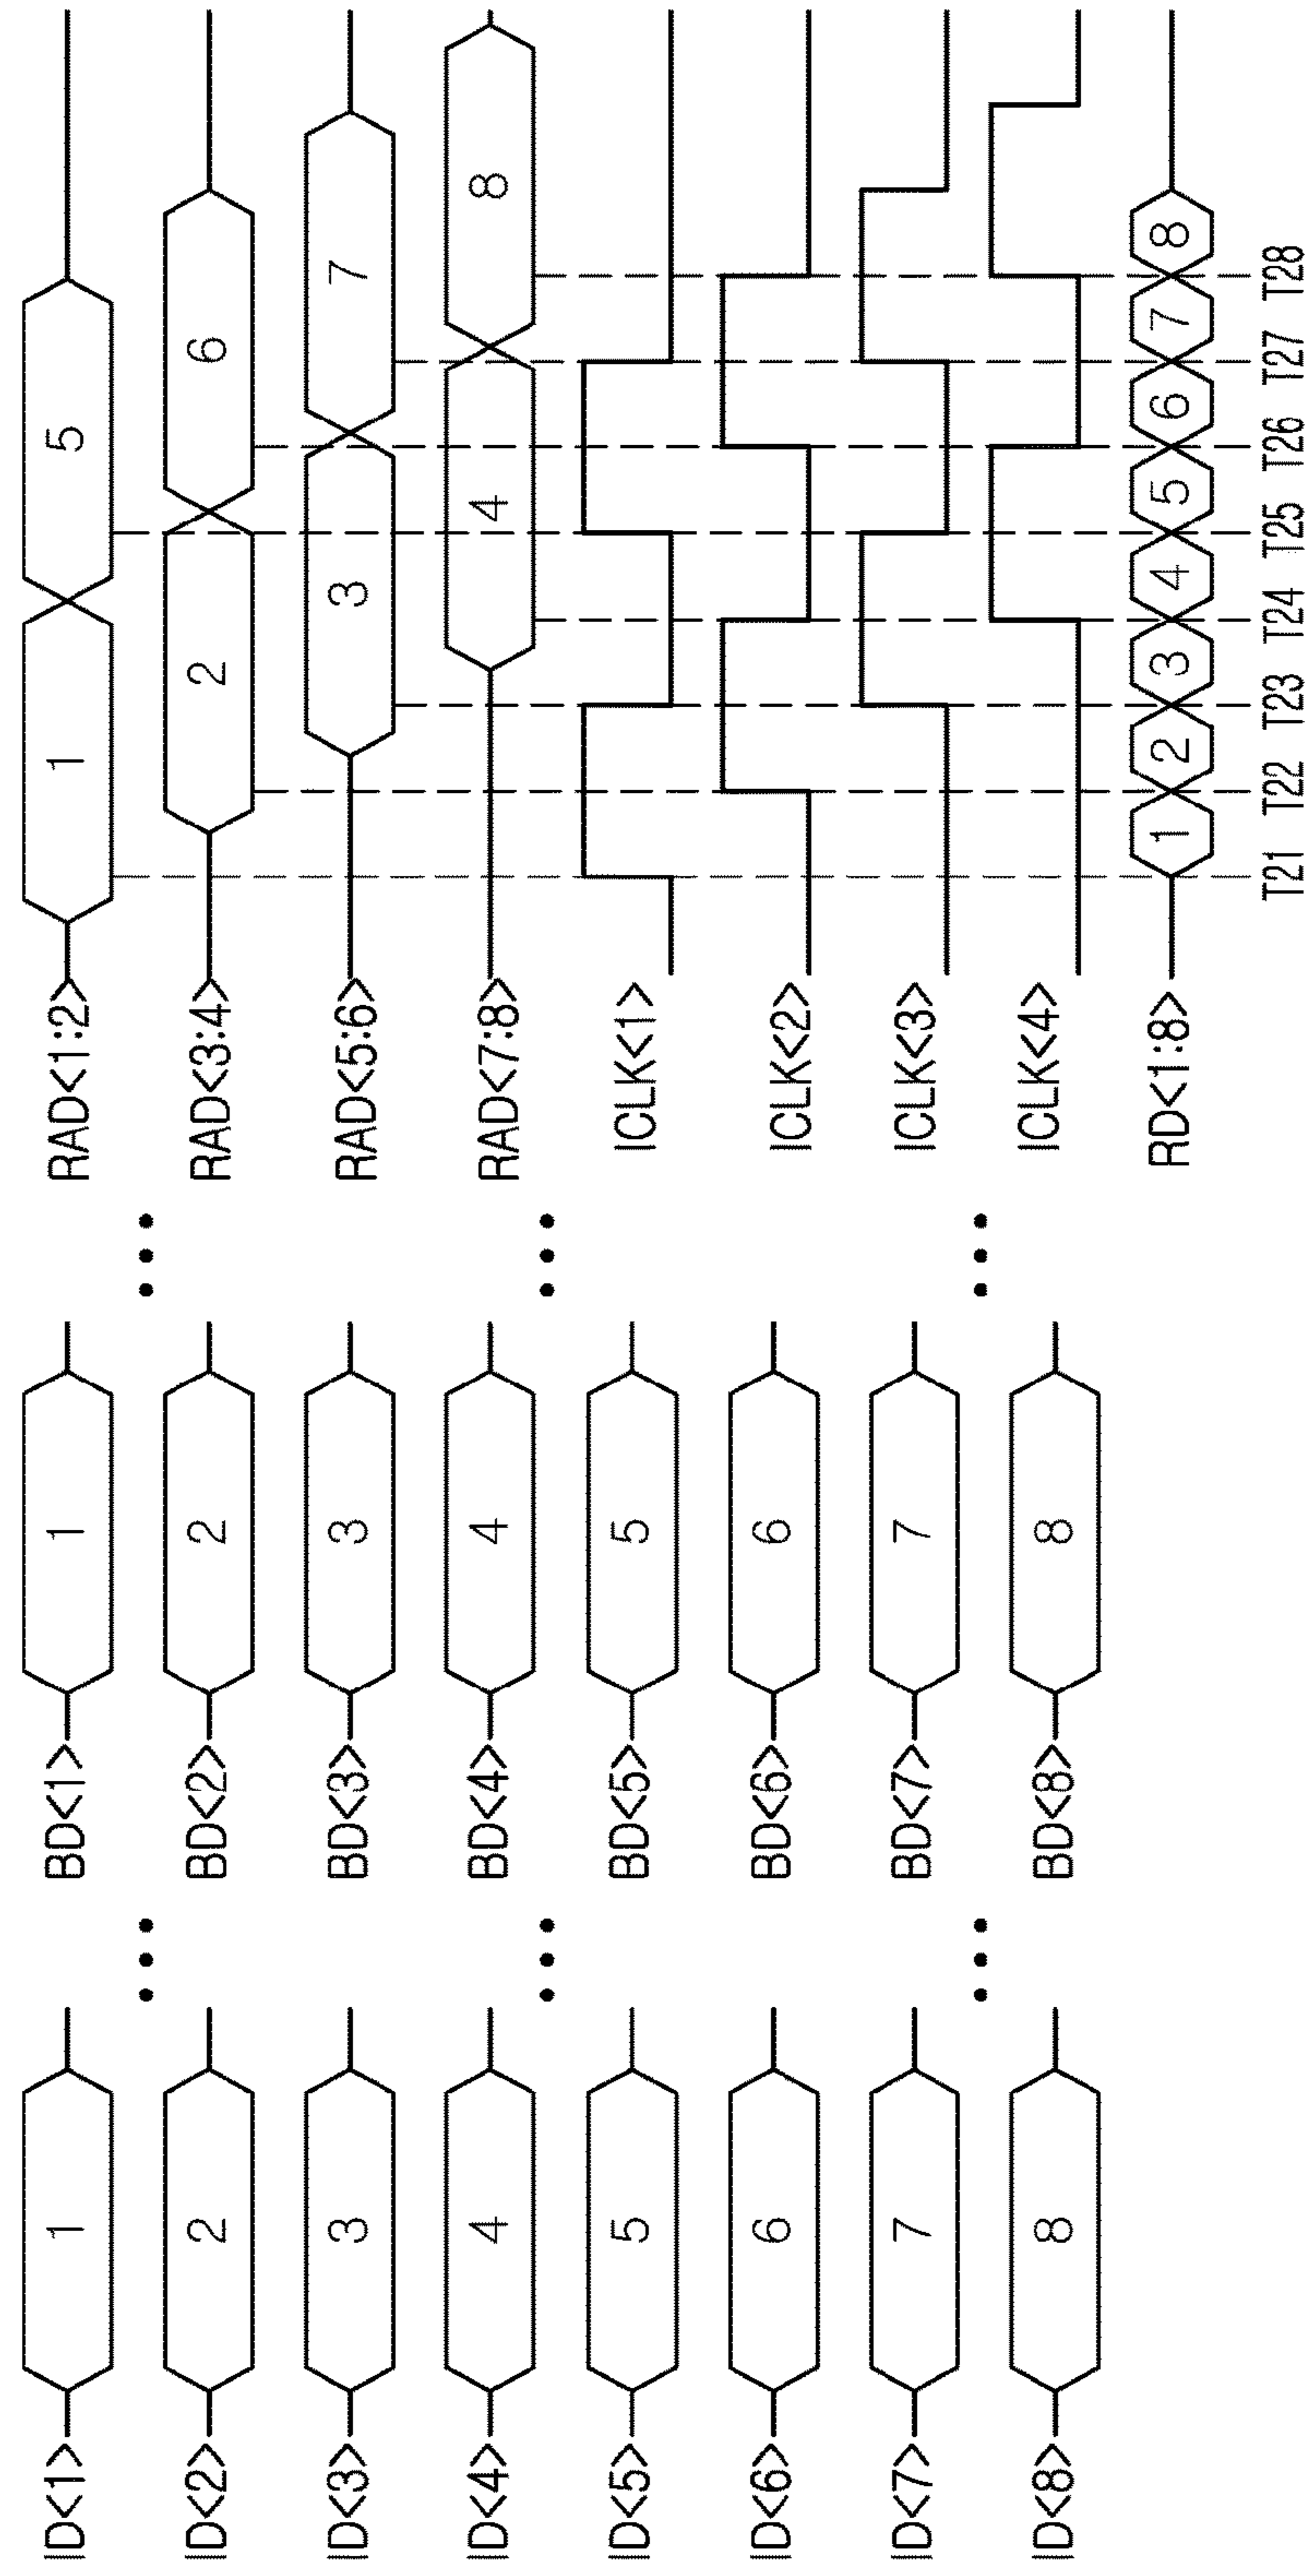 ID<1> 1
ID<2> 2
ID<3> 3
ID<4> 4
ID<5> 5
ID<6> 6
ID<7> 7
ID<8> 8
BD<1> 1
BD<2> 2
BD<3> 3
BD<4> 4
BD<5> 5
BD<6> 6
BD<7> 7
BD<8> 8
RAD<1:2> 1 5
RAD<3:4> 2 6
RAD<5:6> 3 7
RAD<7:8> 4 8
ICLK<1>
ICLK<2>
ICLK<3>
ICLK<4>
RD<1:8> 1 2 3 4 5 6 7 8
T21 T22 T23 T24 T25 T26 T27 T28